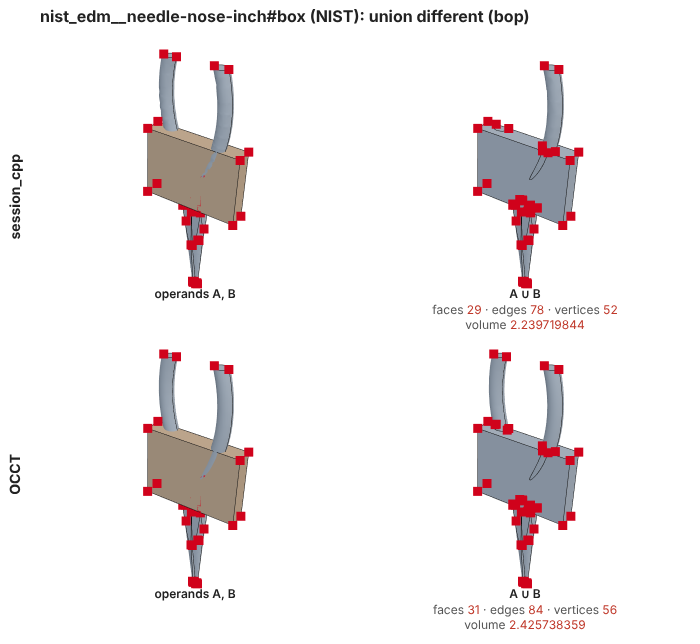 nist_edm__needle-nose-inch#box (NIST): union different (bop)
session_cpp
operands A, B
A ∪ B
faces 29 · edges 78 · vertices 52
volume 2.239719844
OCCT
operands A, B
A ∪ B
faces 31 · edges 84 · vertices 56
volume 2.425738359